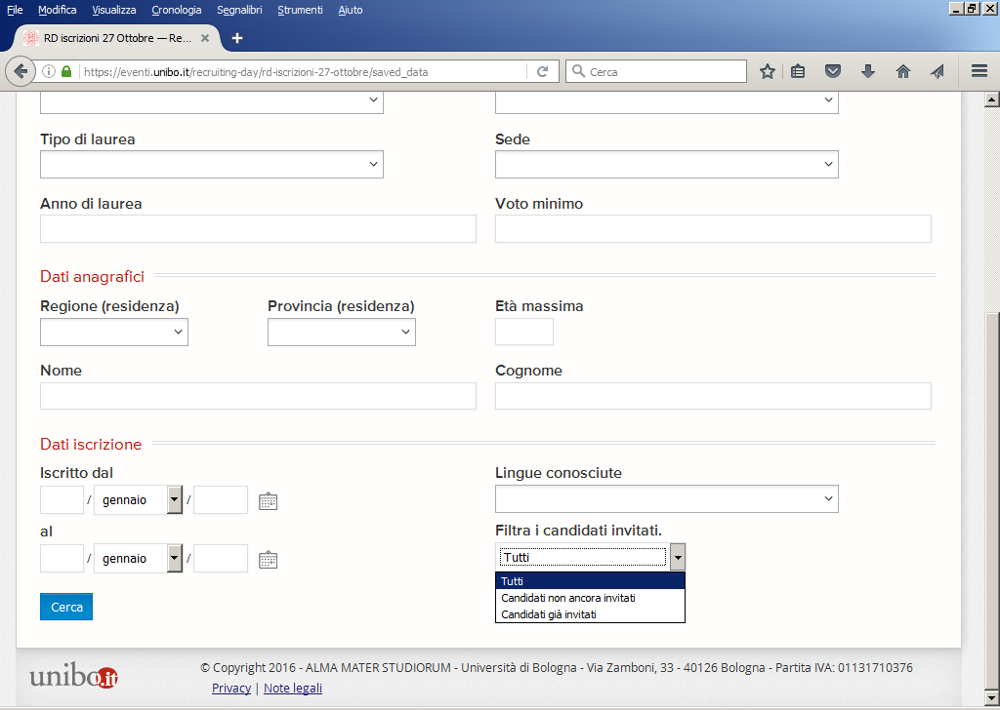 File Modifica Visualizza Cronologia Segnalibri Strumenti Aiuto
RD iscrizioni 27 Ottobre — Re...
https://eventi.unibo.it/recruiting-day/rd-iscrizioni-27-ottobre/saved_data
Cerca
Tipo di laurea
Sede
Anno di laurea
Voto minimo
Dati anagrafici
Regione (residenza)
Provincia (residenza)
Età massima
Nome
Cognome
Dati iscrizione
Iscritto dal
Lingue conosciute
/ gennaio /
al
Filtra i candidati invitati.
/ gennaio /
Tutti
Tutti
Candidati non ancora invitati
Candidati già invitati
Cerca
unibo.it
© Copyright 2016 - ALMA MATER STUDIORUM - Università di Bologna - Via Zamboni, 33 - 40126 Bologna - Partita IVA: 01131710376
Privacy | Note legali